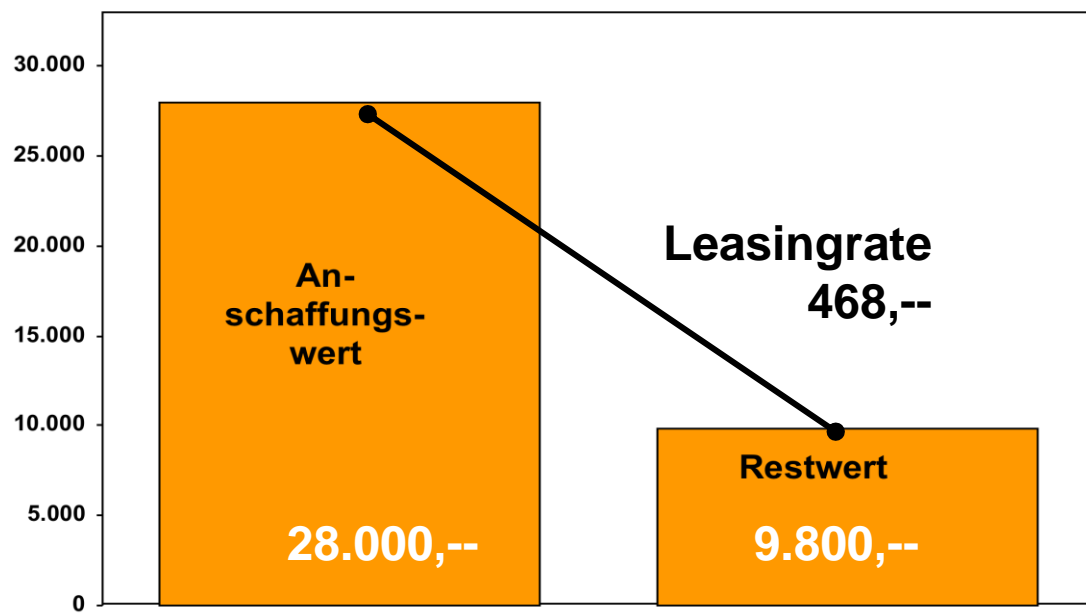 30.000
25.000
20.000
15.000
10.000
5.000
0
An-
schaffungs-
wert
28.000,--
Leasingrate
468,--
Restwert
9.800,--